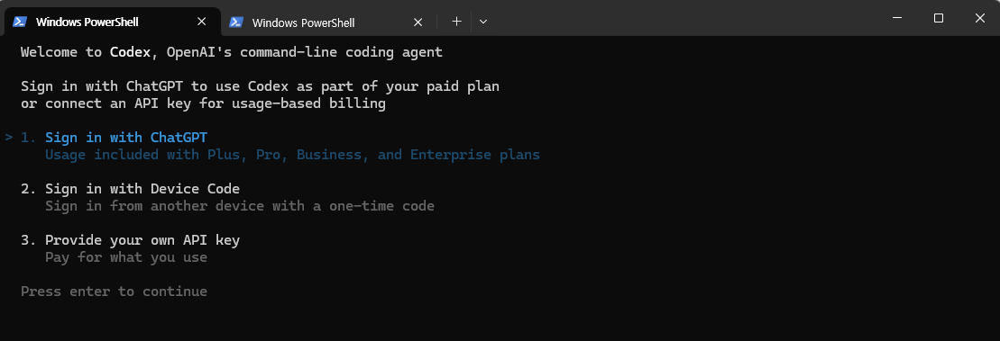 Windows PowerShell
Windows PowerShell
Welcome to Codex, OpenAI's command-line coding agent
Sign in with ChatGPT to use Codex as part of your paid plan
or connect an API key for usage-based billing
> 1. Sign in with ChatGPT
Usage included with Plus, Pro, Business, and Enterprise plans
2. Sign in with Device Code
Sign in from another device with a one-time code
3. Provide your own API key
Pay for what you use
Press enter to continue